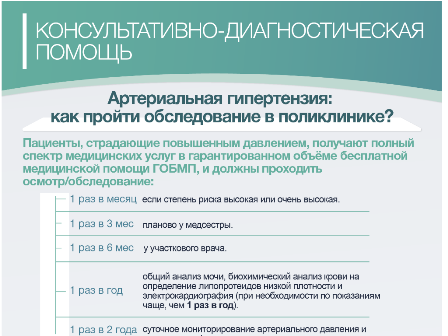 КОНСУЛЬТАТИВНО-ДИАГНОСТИЧЕСКАЯ
ПОМОЩЬ
Артериальная гипертензия:
как пройти обследование в поликлинике?
Пациенты, страдающие повышенным давлением, получают полный
спектр медицинских услуг в гарантированном объёме бесплатной
медицинской помощи ГОБМП, и должны проходить
осмотр/обследование:
1 раз в месяц если степень риска высокая или очень высокая.
1 раз в 3 мес планово у медсестры.
1 раз в 6 мес у участкового врача.
общий анализ мочи, биохимический анализ крови на
1 раз в год определение липопротеидов низкой плотности и
электрокардиография (при необходимости по показаниям
чаще, чем 1 раз в год).
1 раз в 2 года суточное мониторирование артериального давления и